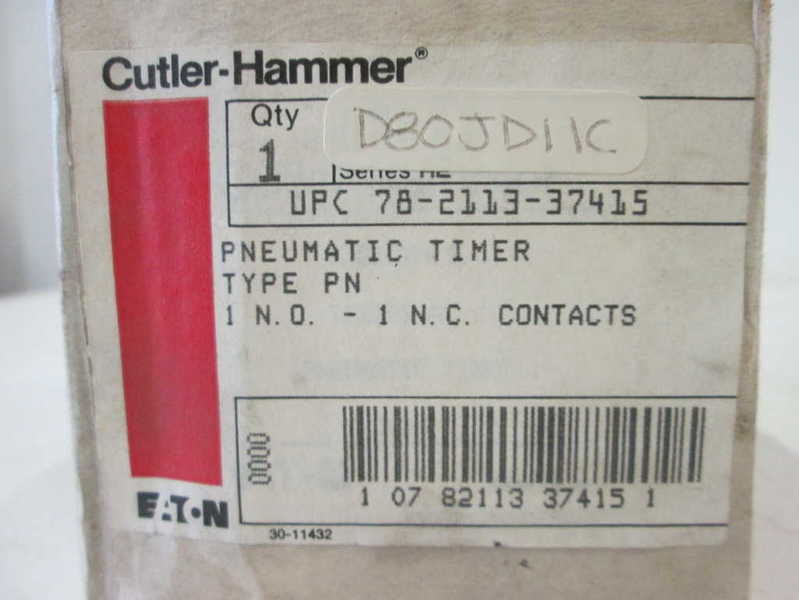 Cutler-Hammer®
Qty
D80JD11C
1
Series
UPC 78-2113-37415
PNEUMATIC TIMER
TYPE PN
1 N.O. - 1 N.C. CONTACTS
0000
1 07 82113 37415 1
EATON
30-11432